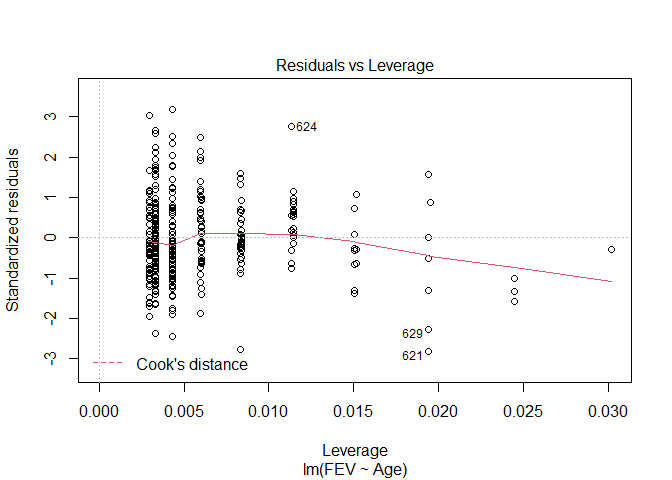 Residuals vs Leverage
Standardized residuals
3
2
1
0
-1
-2
-3
624
629
621
Cook's distance
0.000 0.005 0.010 0.015 0.020 0.025 0.030
Leverage
lm(FEV ~ Age)